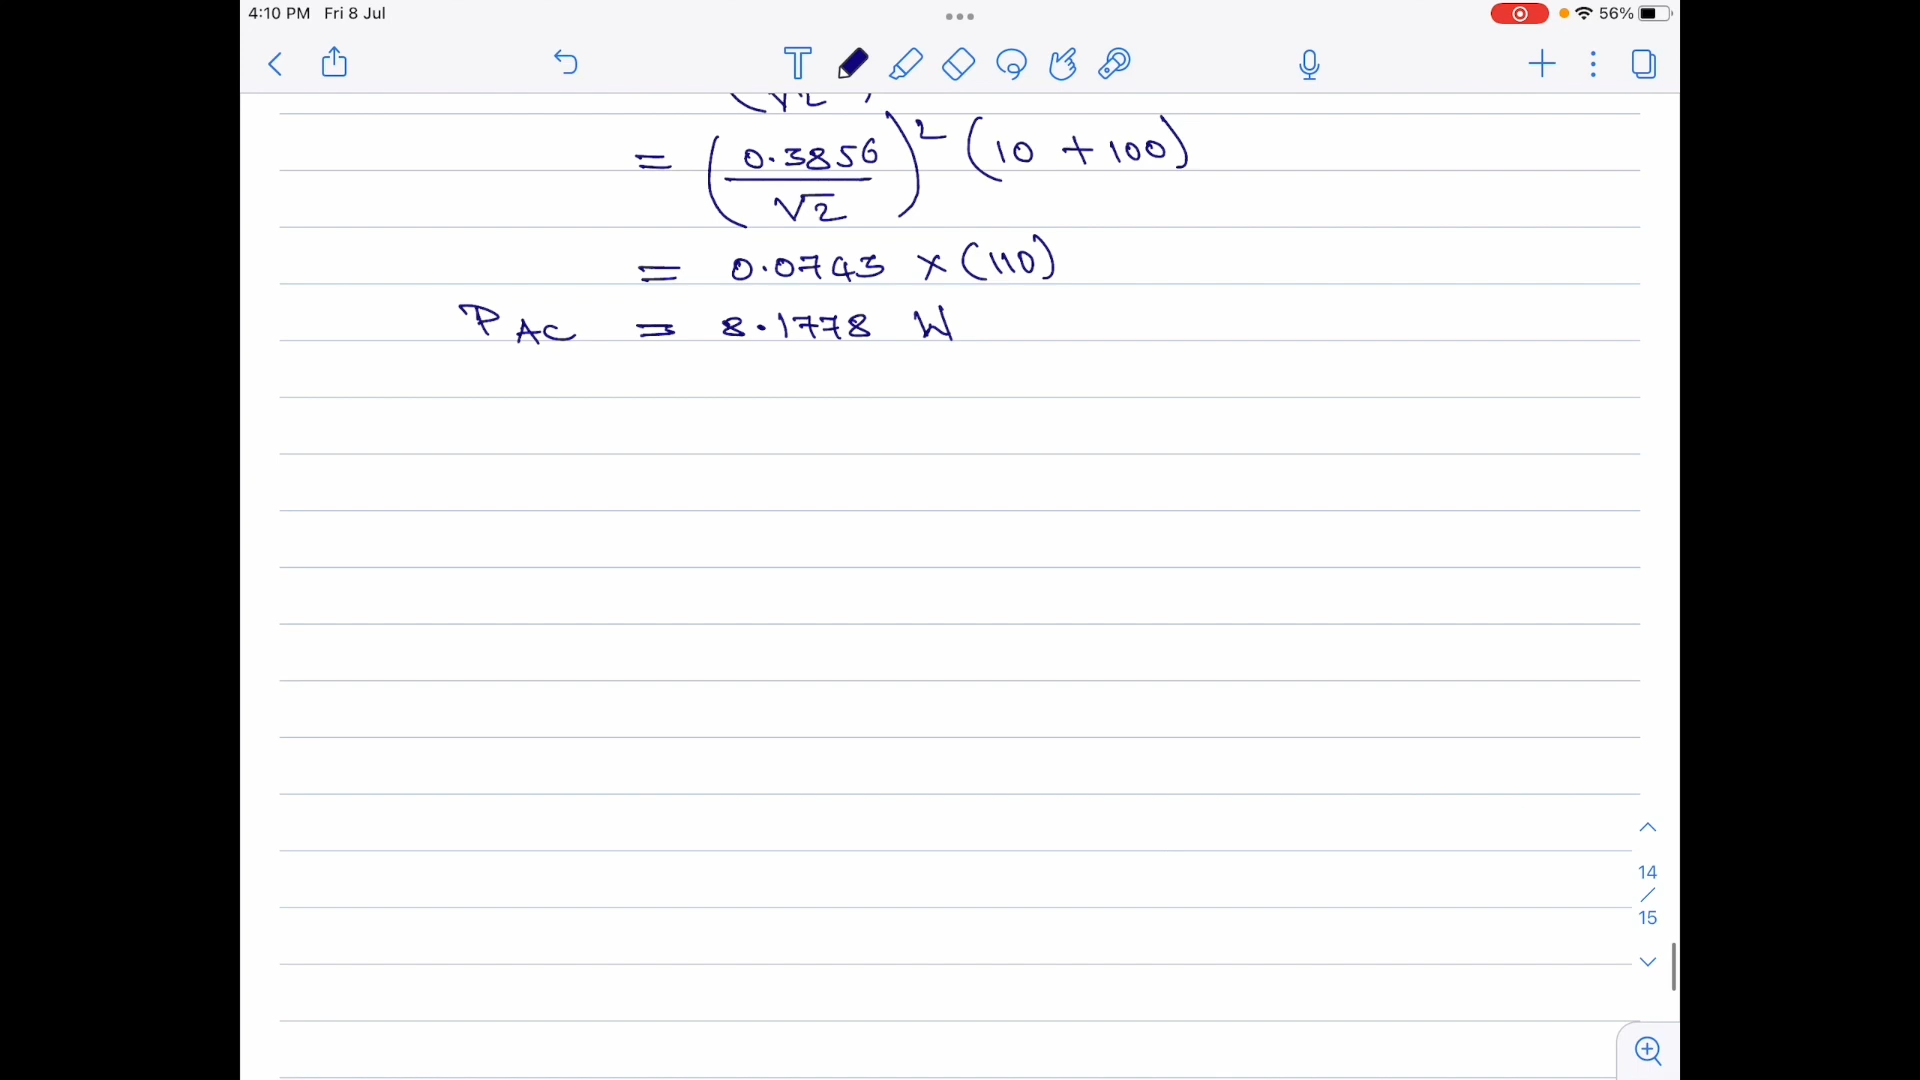 4:10 PM Fri 8 Jul
56%
T
(√2)
= (0.3856/√2)² (10 + 100)
= 0.0743 × (110)
P_AC = 8.1778 W
14
/
15